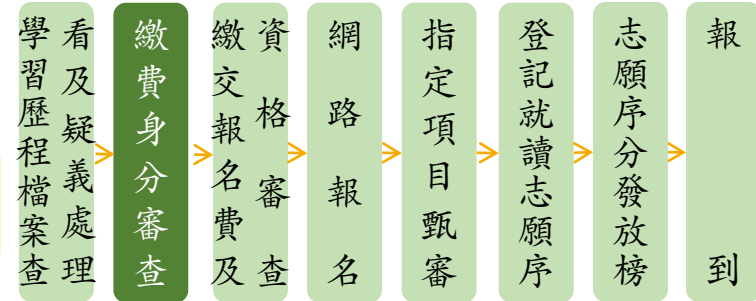 學習歷程檔案查
看及疑義處理
繳費身分審查
繳交報名費及
資格審查
網路報名
指定項目甄審
登記就讀志願序
志願序分發放榜
報到